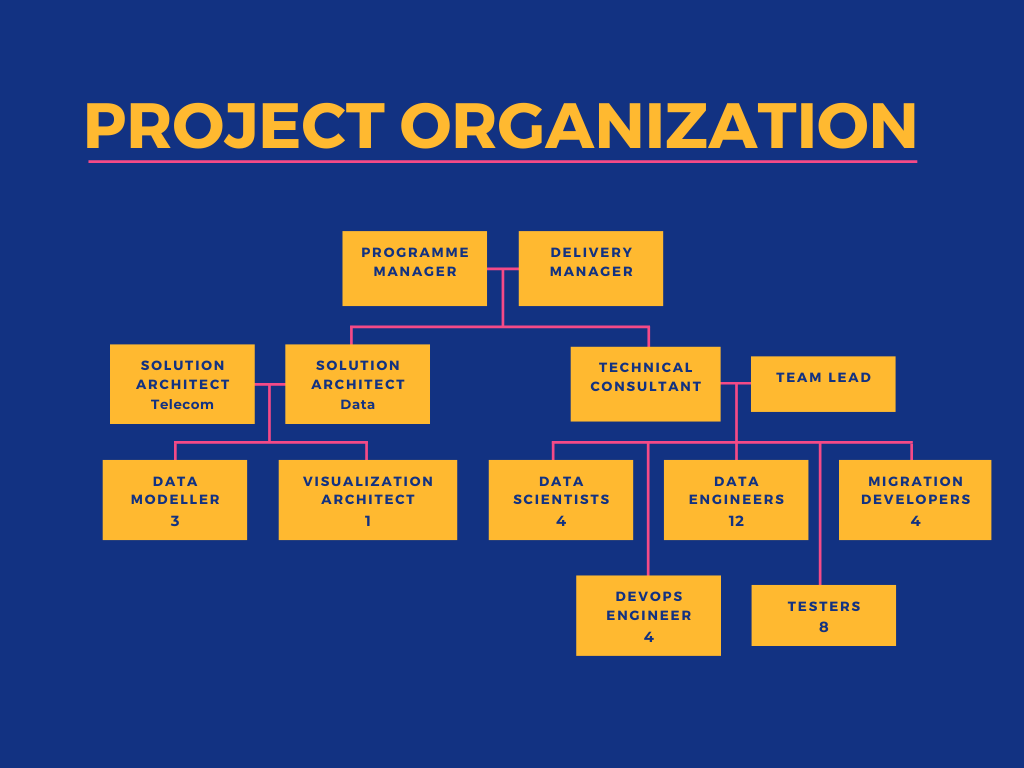 PROJECT ORGANIZATION
PROGRAMME
MANAGER
DELIVERY
MANAGER
SOLUTION
ARCHITECT
Telecom
SOLUTION
ARCHITECT
Data
TECHNICAL
CONSULTANT
TEAM LEAD
DATA
MODELLER
3
VISUALIZATION
ARCHITECT
1
DATA
SCIENTISTS
4
DATA
ENGINEERS
12
MIGRATION
DEVELOPERS
4
DEVOPS
ENGINEER
4
TESTERS
8